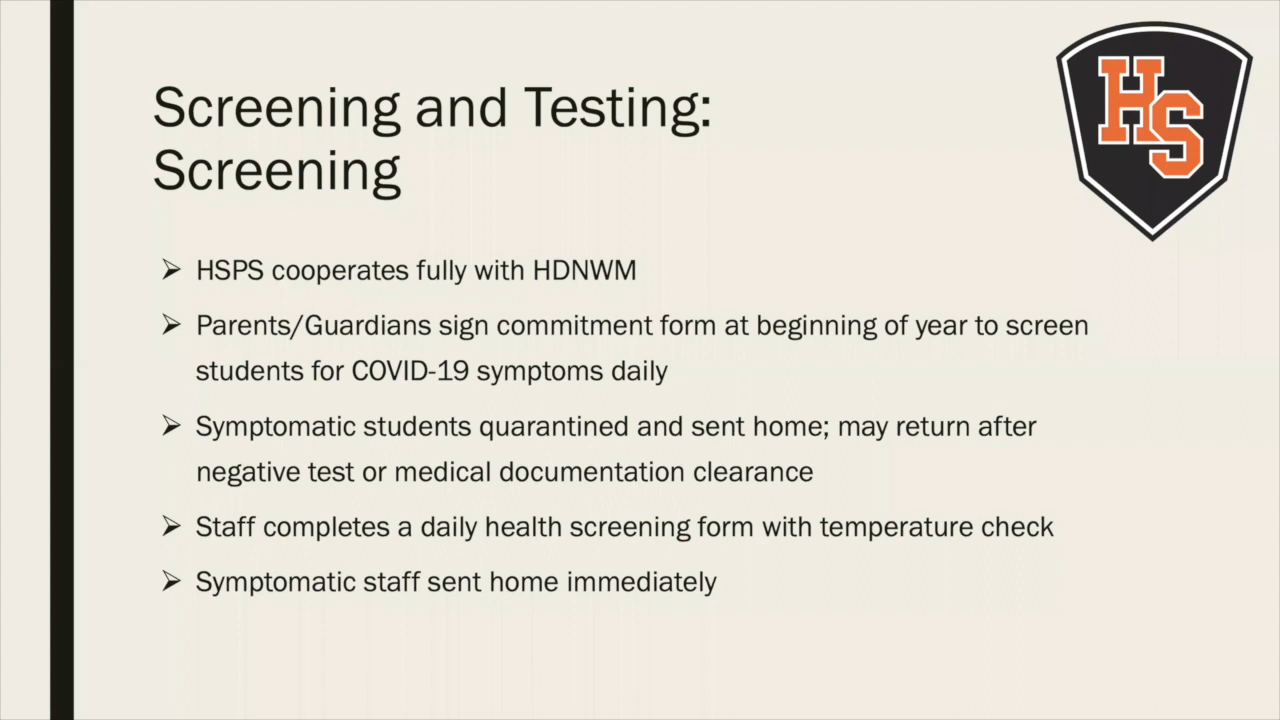 Screening and Testing:
Screening
HS
HSPS cooperates fully with HDNWM
Parents/Guardians sign commitment form at beginning of year to screen
students for COVID-19 symptoms daily
Symptomatic students quarantined and sent home; may return after
negative test or medical documentation clearance
Staff completes a daily health screening form with temperature check
Symptomatic staff sent home immediately